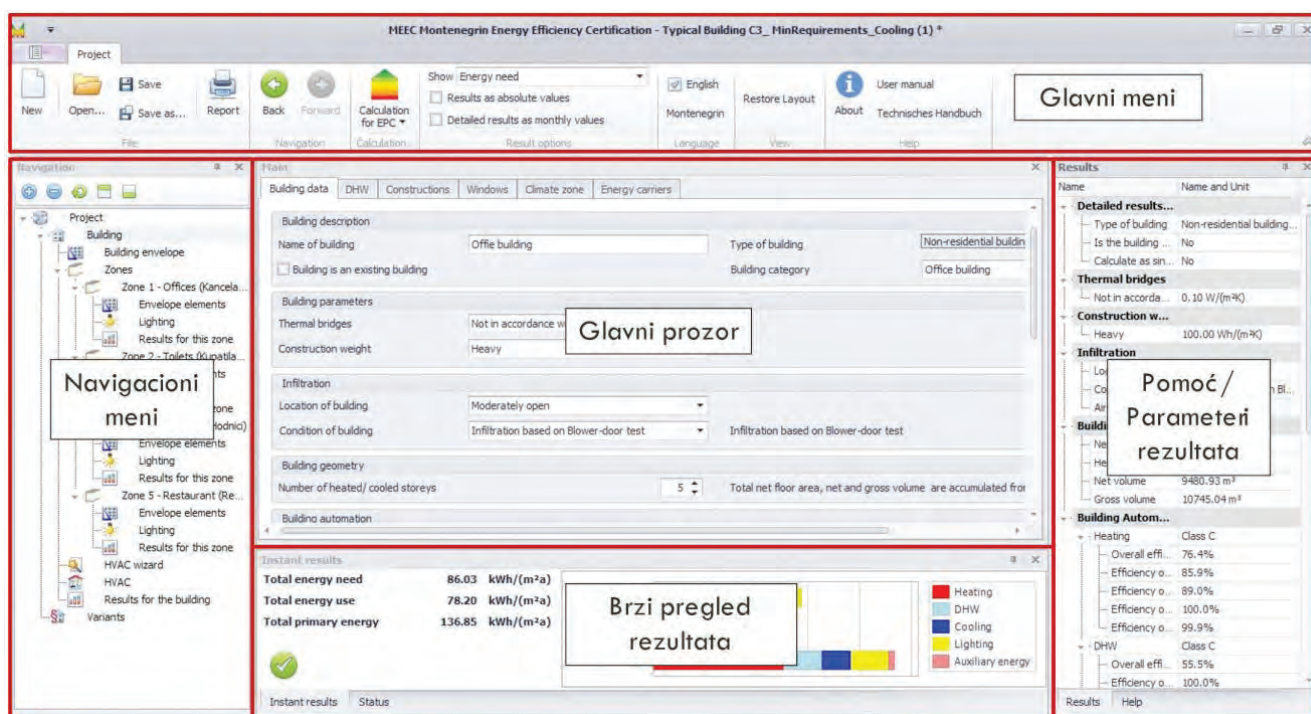 MEEC Montenegrin Energy Efficiency Certification - Typical Building C3_ MinRequirements_Cooling (1) *
Project
New
Open...
Save
Save as...
Report
File
Back
Forward
Navigation
Calculation
for EPC
Calculation
Show Energy need
Results as absolute values
Detailed results as monthly values
Result options
English
Montenegrin
Language
Restore Layout
View
About
User manual
Technisches Handbuch
Help
Glavni meni
Navigation
Project
Building
Building envelope
Zones
Zone 1 - Offices (Kancela...
Envelope elements
Lighting
Results for this zone
Zone 2 - Toilets (Kupatila
Navigacioni
meni
Envelope elements
Lighting
Results for this zone
Zone 5 - Restaurant (Re...
Envelope elements
Lighting
Results for this zone
HVAC wizard
HVAC
Results for the building
Variants
Main
Building data DHW Constructions Windows Climate zone Energy carriers
Building description
Name of building Offie building Type of building Non-residential buildin
Building is an existing building Building category Office building
Building parameters
Thermal bridges Not in accordance w
Construction weight Heavy
Glavni prozor
Infiltration
Location of building Moderately open
Condition of building Infiltration based on Blower-door test Infiltration based on Blower-door test
Building geometry
Number of heated/ cooled storeys 5 Total net floor area, net and gross volume are accumulated fror
Building automation
Instant results
Total energy need 86.03 kWh/(m²a)
Total energy use 78.20 kWh/(m²a)
Total primary energy 136.85 kWh/(m²a)
Brzi pregled
rezultata
Heating
DHW
Cooling
Lighting
Auxiliary energy
Instant results Status
Results
Name Name and Unit
Detailed results...
Type of building Non-residential building...
Is the building ... No
Calculate as sin... No
Thermal bridges
Not in accorda... 0.10 W/(m²K)
Construction w...
Heavy 100.00 Wh/(m²K)
Infiltration
Pomoć/
Parameteri
rezultata
Net volume 9480.93 m³
Gross volume 10745.04 m³
Building Autom...
Heating Class C
Overall effi... 76.4%
Efficiency o... 85.9%
Efficiency o... 89.0%
Efficiency o... 100.0%
Efficiency o... 99.9%
DHW Class C
Overall effi... 55.5%
Efficiency o... 100.0%
Results Help